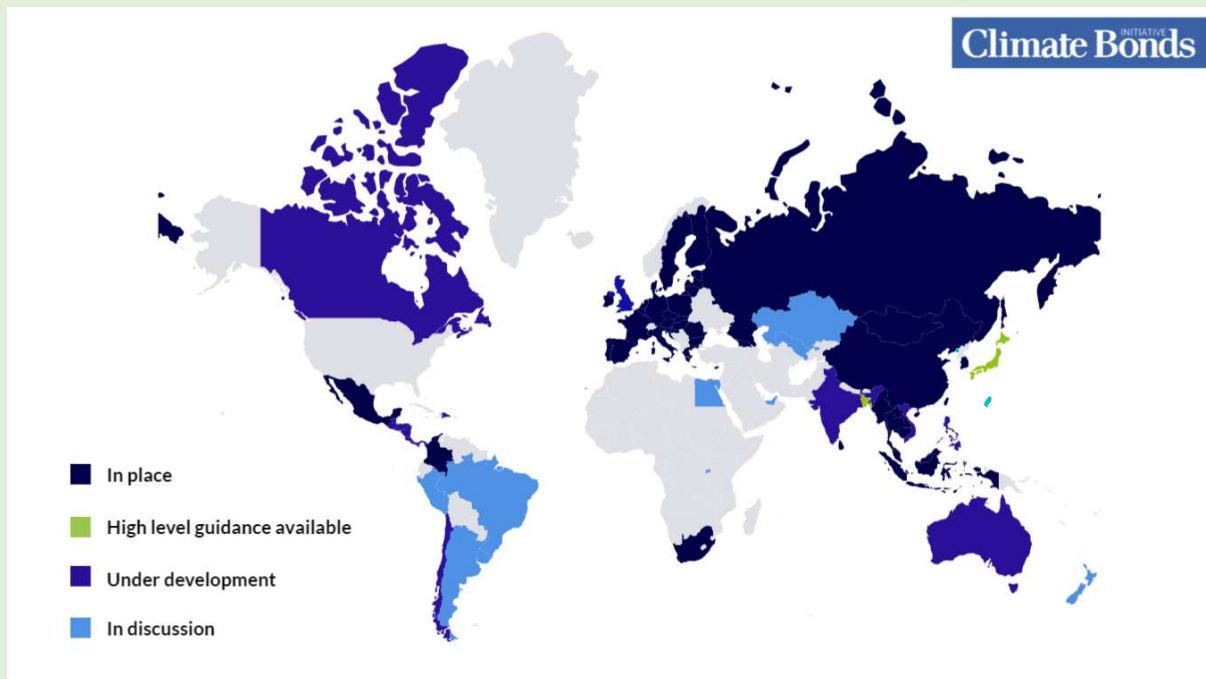 Climate Bonds
INITIATIVE
In place
High level guidance available
Under development
In discussion